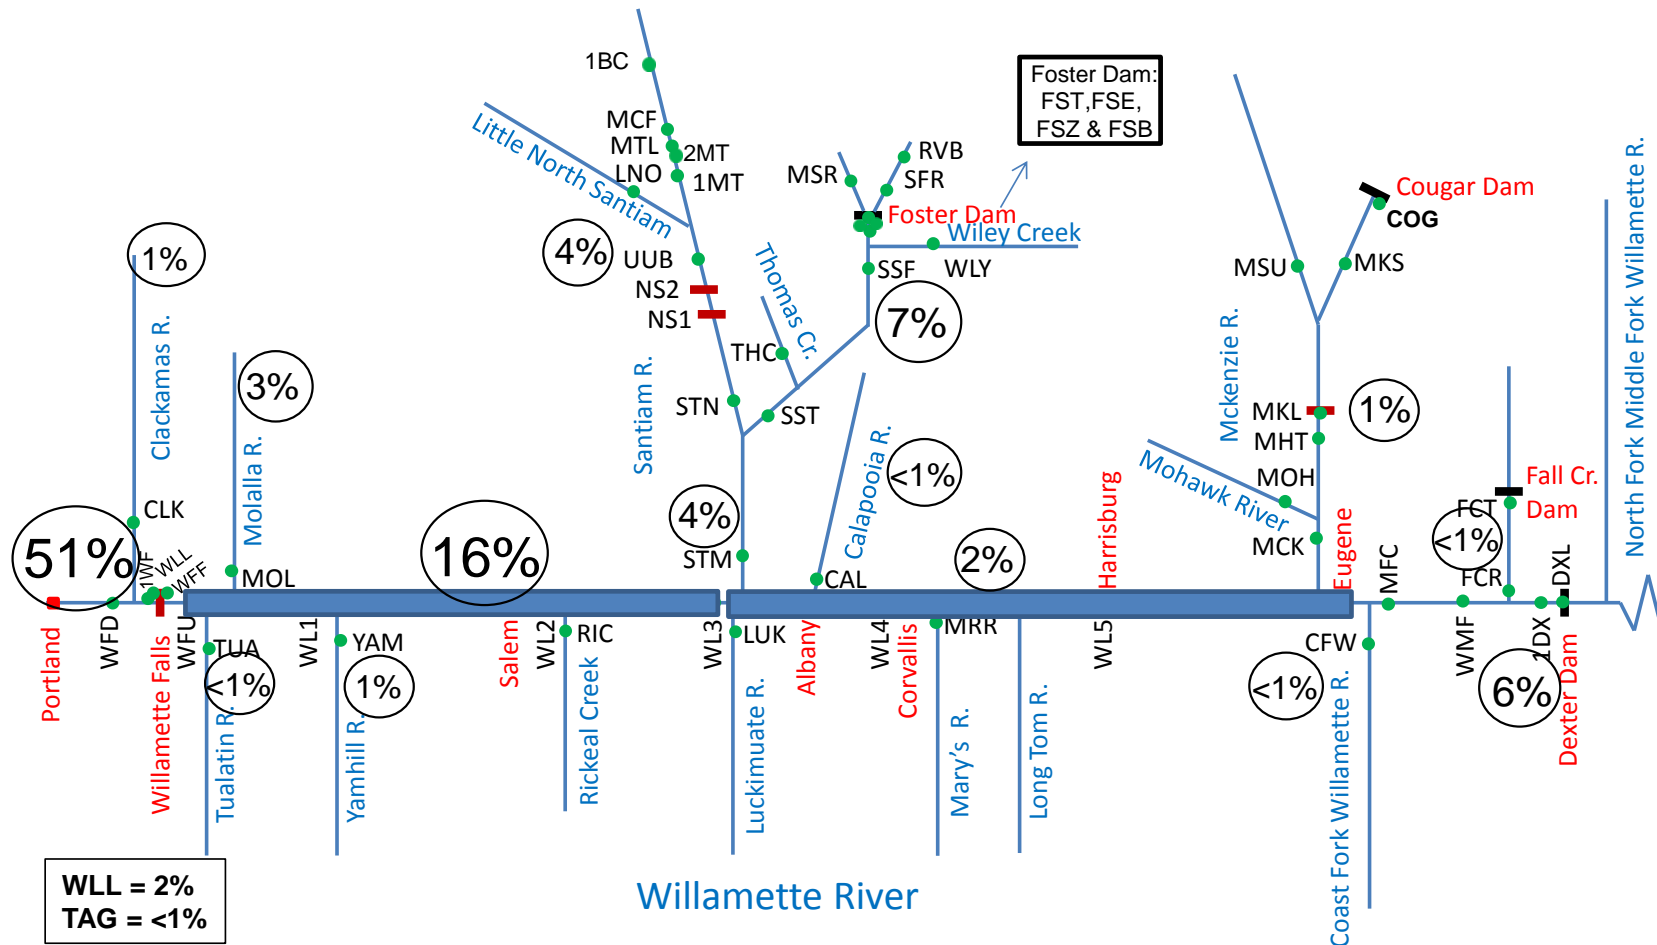 1BC
MCF
MTL
2MT
LNO
1MT
Little North Santiam
4%
UUB
NS2
NS1
Foster Dam:
FST,FSE,
FSZ & FSB
MSR
RVB
SFR
Foster Dam
Wiley Creek
SSF
WLY
7%
Thomas Cr.
THC
STN
SST
Santiam R.
4%
STM
Calapooia R.
<1%
CAL
Cougar Dam
COG
MSU
MKS
Mckenzie R.
MKL
1%
MHT
MOH
Mohawk River
MCK
North Fork Middle Fork Willamette R.
Fall Cr.
Dam
FCT
<1%
FCR
1%
Clackamas R.
CLK
3%
Molalla R.
MOL
51%
1WF
WLL
WFF
16%
2%
Harrisburg
Eugene
MFC
DXL
Portland
WFD
Willamette Falls
WFU
TUA
<1%
Tualatin R.
WL1
YAM
1%
Yamhill R.
Salem
WL2
RIC
Rickeal Creek
WL3
LUK
Luckimuate R.
Albany
WL4
Corvallis
MRR
Mary's R.
Long Tom R.
WL5
CFW
<1%
Coast Fork Willamette R.
WMF
1DX
6%
Dexter Dam
WLL = 2%
TAG = <1%
Willamette River